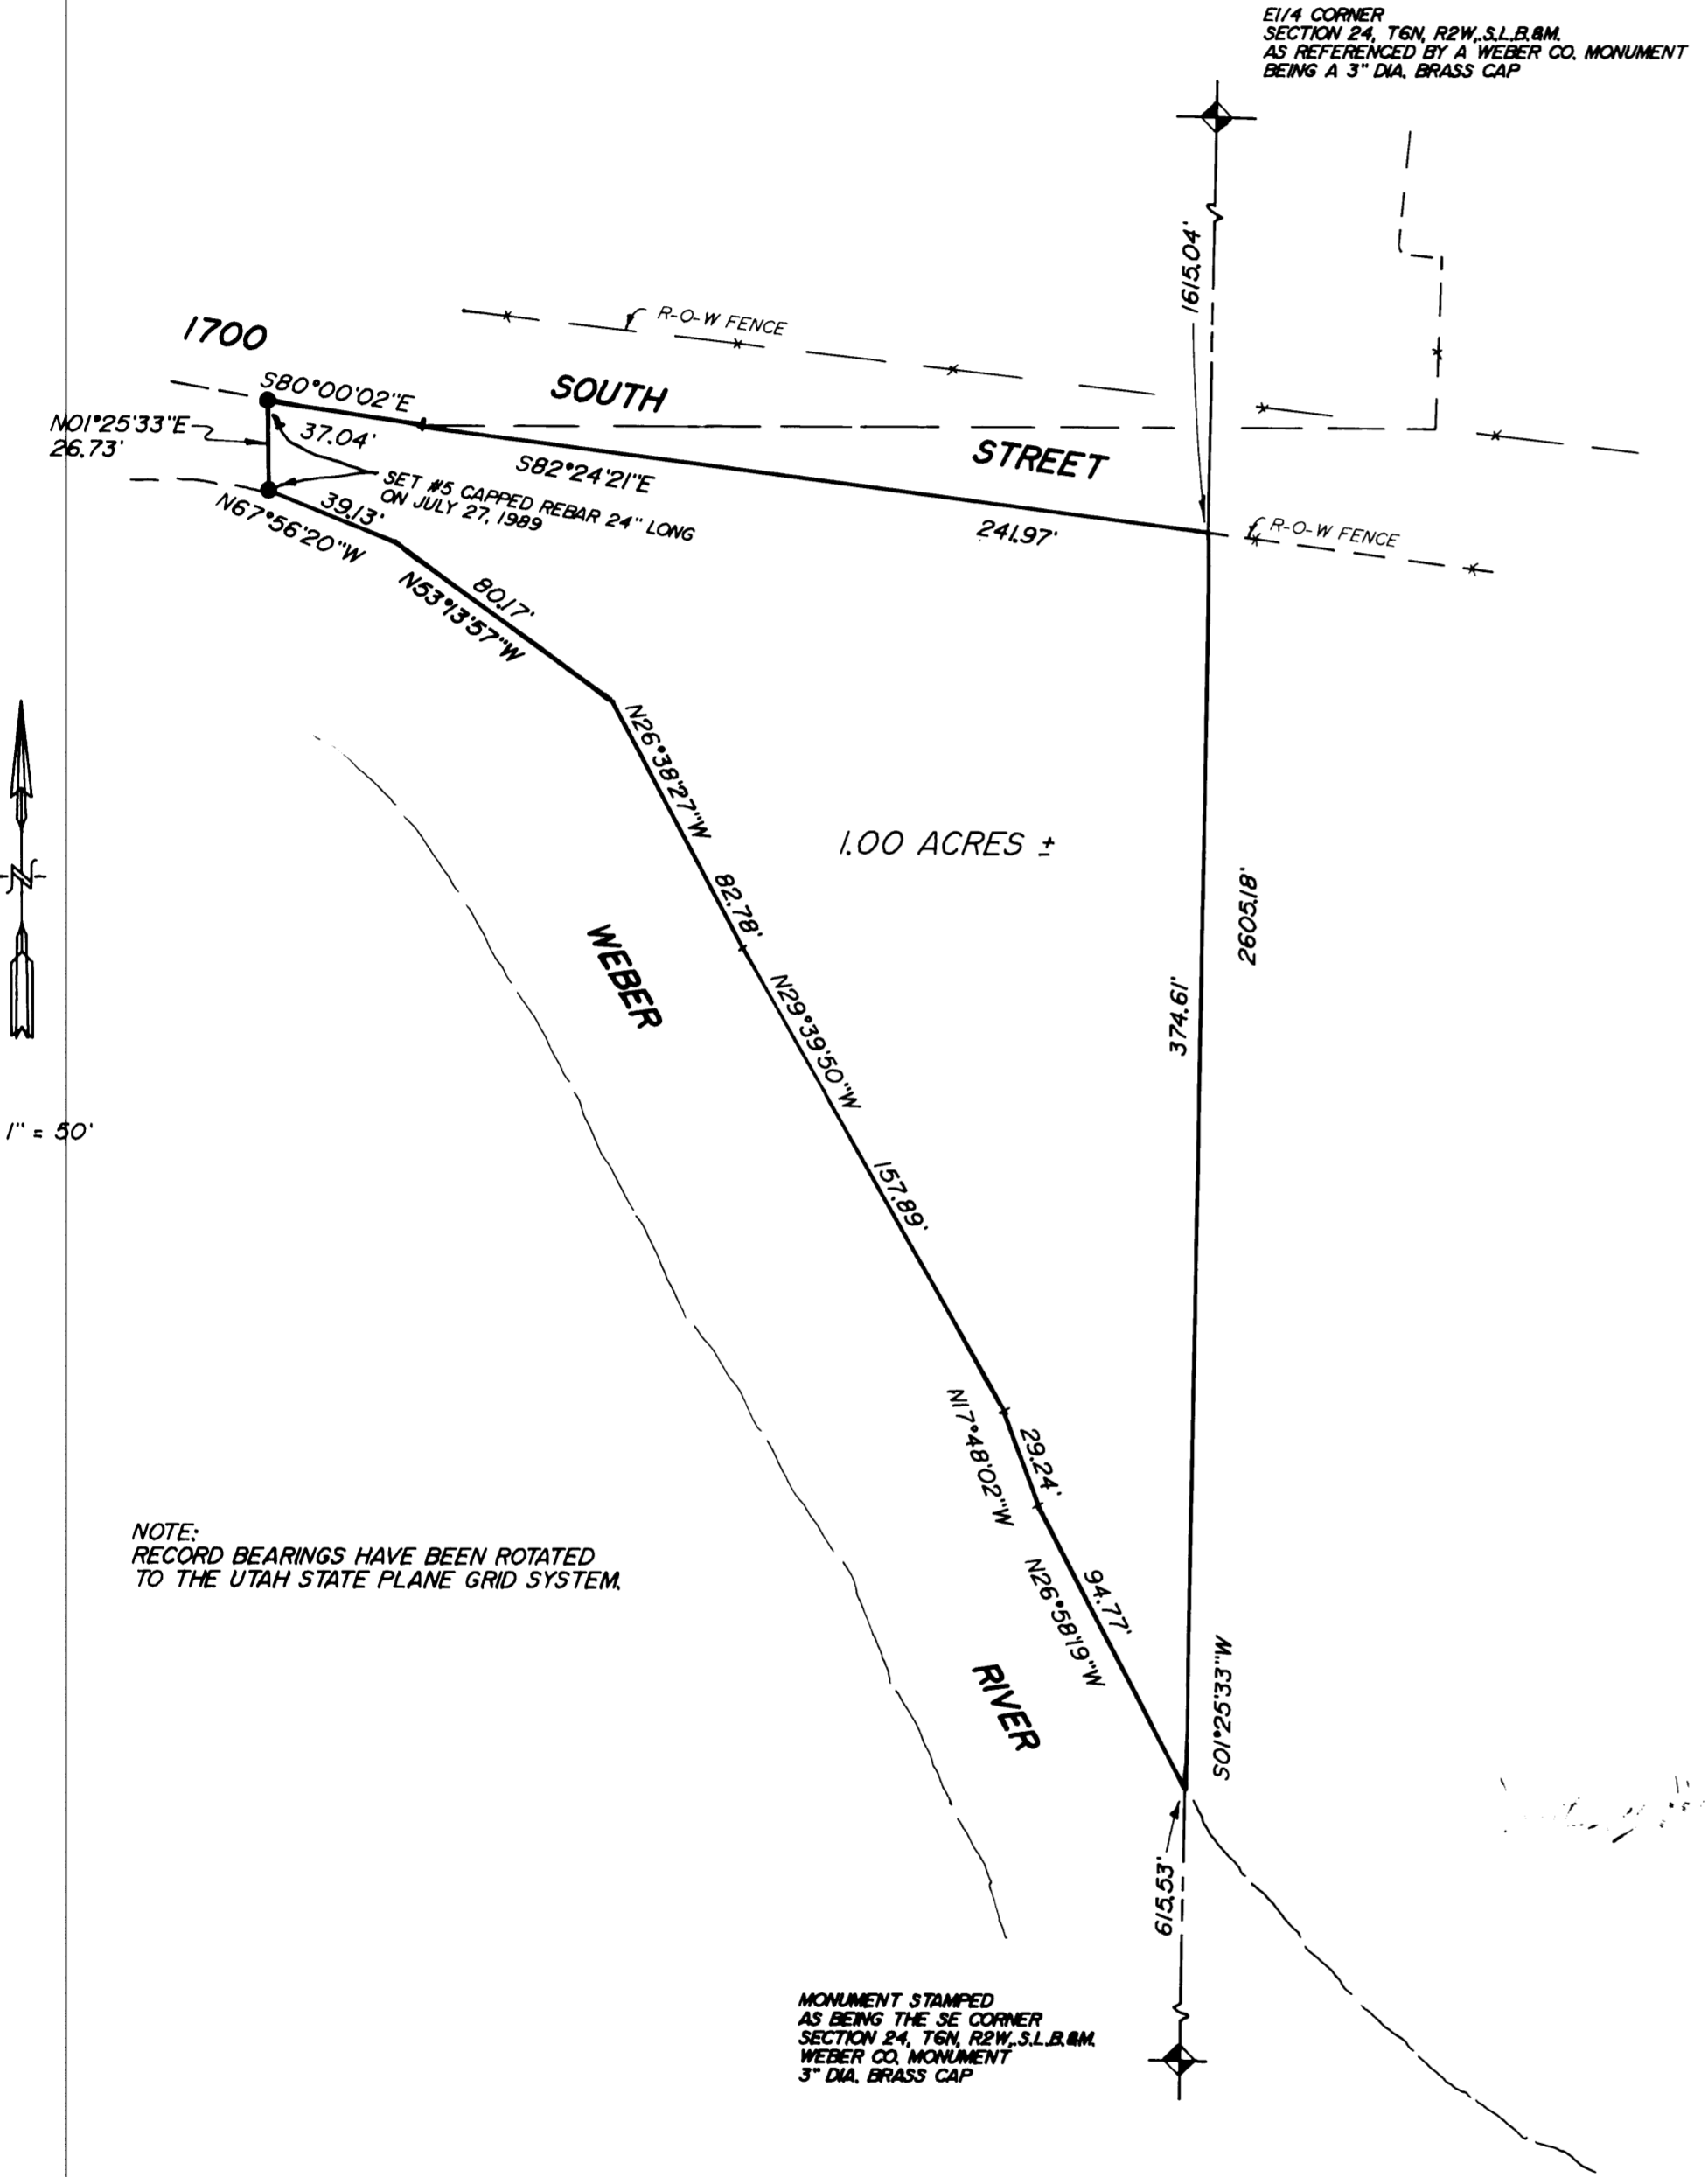 E1/4 CORNER
SECTION 24, T6N, R2W, S.L.B.&M.
AS REFERENCED BY A WEBER CO. MONUMENT
BEING A 3" DIA. BRASS CAP
1615.04'
R-O-W FENCE
1700
SOUTH
STREET
S80°00'02"E
37.04'
N01°25'33"E
26.73'
S82°24'21"E
241.97'
SET #5 CAPPED REBAR 24" LONG
ON JULY 27, 1989
R-O-W FENCE
39.13'
N67°56'20"W
80.17'
N53°13'57"W
N26°38'27"W
82.78'
1.00 ACRES ±
2605.18'
374.61'
WEBER
N29°39'50"W
157.89'
N
1" = 50'
N17°48'02"W
29.24'
NOTE:
RECORD BEARINGS HAVE BEEN ROTATED
TO THE UTAH STATE PLANE GRID SYSTEM.
94.77'
N26°58'19"W
S01°25'33"W
RIVER
615.53'
MONUMENT STAMPED
AS BEING THE SE CORNER
SECTION 24, T6N, R2W, S.L.B.&M.
WEBER CO. MONUMENT
3" DIA. BRASS CAP